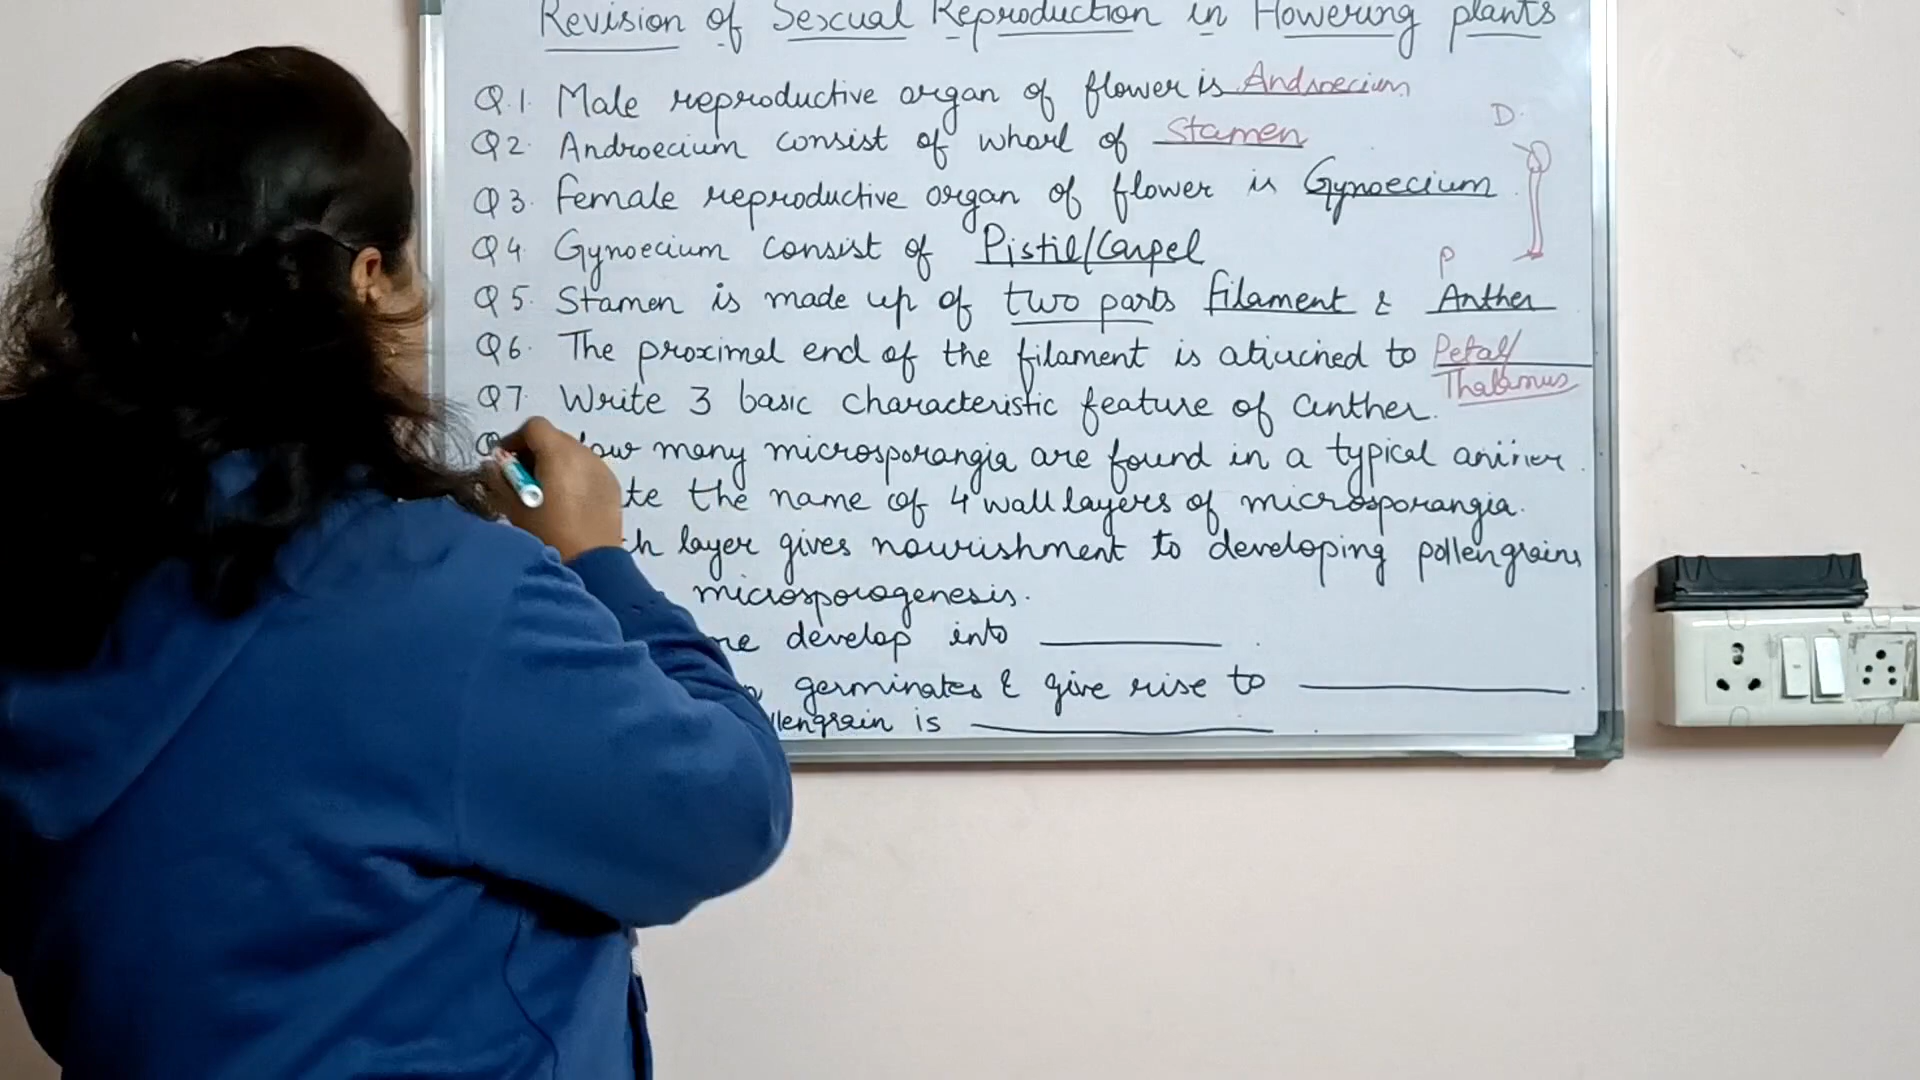 Revision of Sexual Reproduction in Flowering plants
Q.1. Male reproductive organ of flower is Androecium
D.
Q2. Androecium consist of whorl of Stamen
Q3. Female reproductive organ of flower is Gynoecium.
Q4. Gynoecium consist of Pistil/Carpel
P
Q5. Stamen is made up of two parts filament & Anther
Q6. The proximal end of the filament is attached to Petal/
Thalamus
Q7. Write 3 basic characteristic feature of anther.
many microsporangia are found in a typical anther.
the name of 4 wall layers of microsporangia.
layer gives nourishment to developing pollengrains
microsporogenesis.
develop into ________.
germinates & give rise to ________.
is ________.